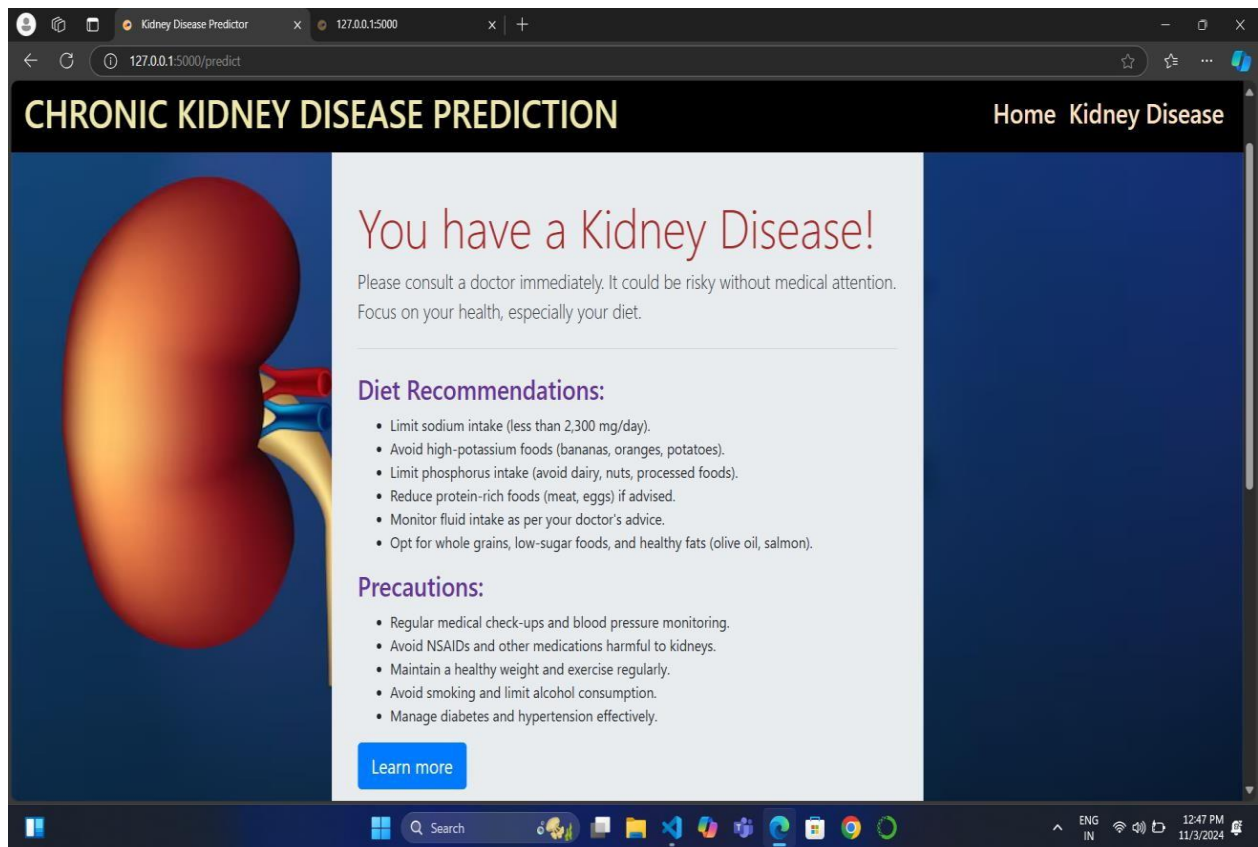 Kidney Disease Predictor
127.0.0.1:5000
127.0.0.1:5000/predict
CHRONIC KIDNEY DISEASE PREDICTION
Home Kidney Disease
You have a Kidney Disease!
Please consult a doctor immediately. It could be risky without medical attention.
Focus on your health, especially your diet.
Diet Recommendations:
• Limit sodium intake (less than 2,300 mg/day).
• Avoid high-potassium foods (bananas, oranges, potatoes).
• Limit phosphorus intake (avoid dairy, nuts, processed foods).
• Reduce protein-rich foods (meat, eggs) if advised.
• Monitor fluid intake as per your doctor's advice.
• Opt for whole grains, low-sugar foods, and healthy fats (olive oil, salmon).
Precautions:
• Regular medical check-ups and blood pressure monitoring.
• Avoid NSAIDs and other medications harmful to kidneys.
• Maintain a healthy weight and exercise regularly.
• Avoid smoking and limit alcohol consumption.
• Manage diabetes and hypertension effectively.
Learn more
Search
ENG
IN
12:47 PM
11/3/2024